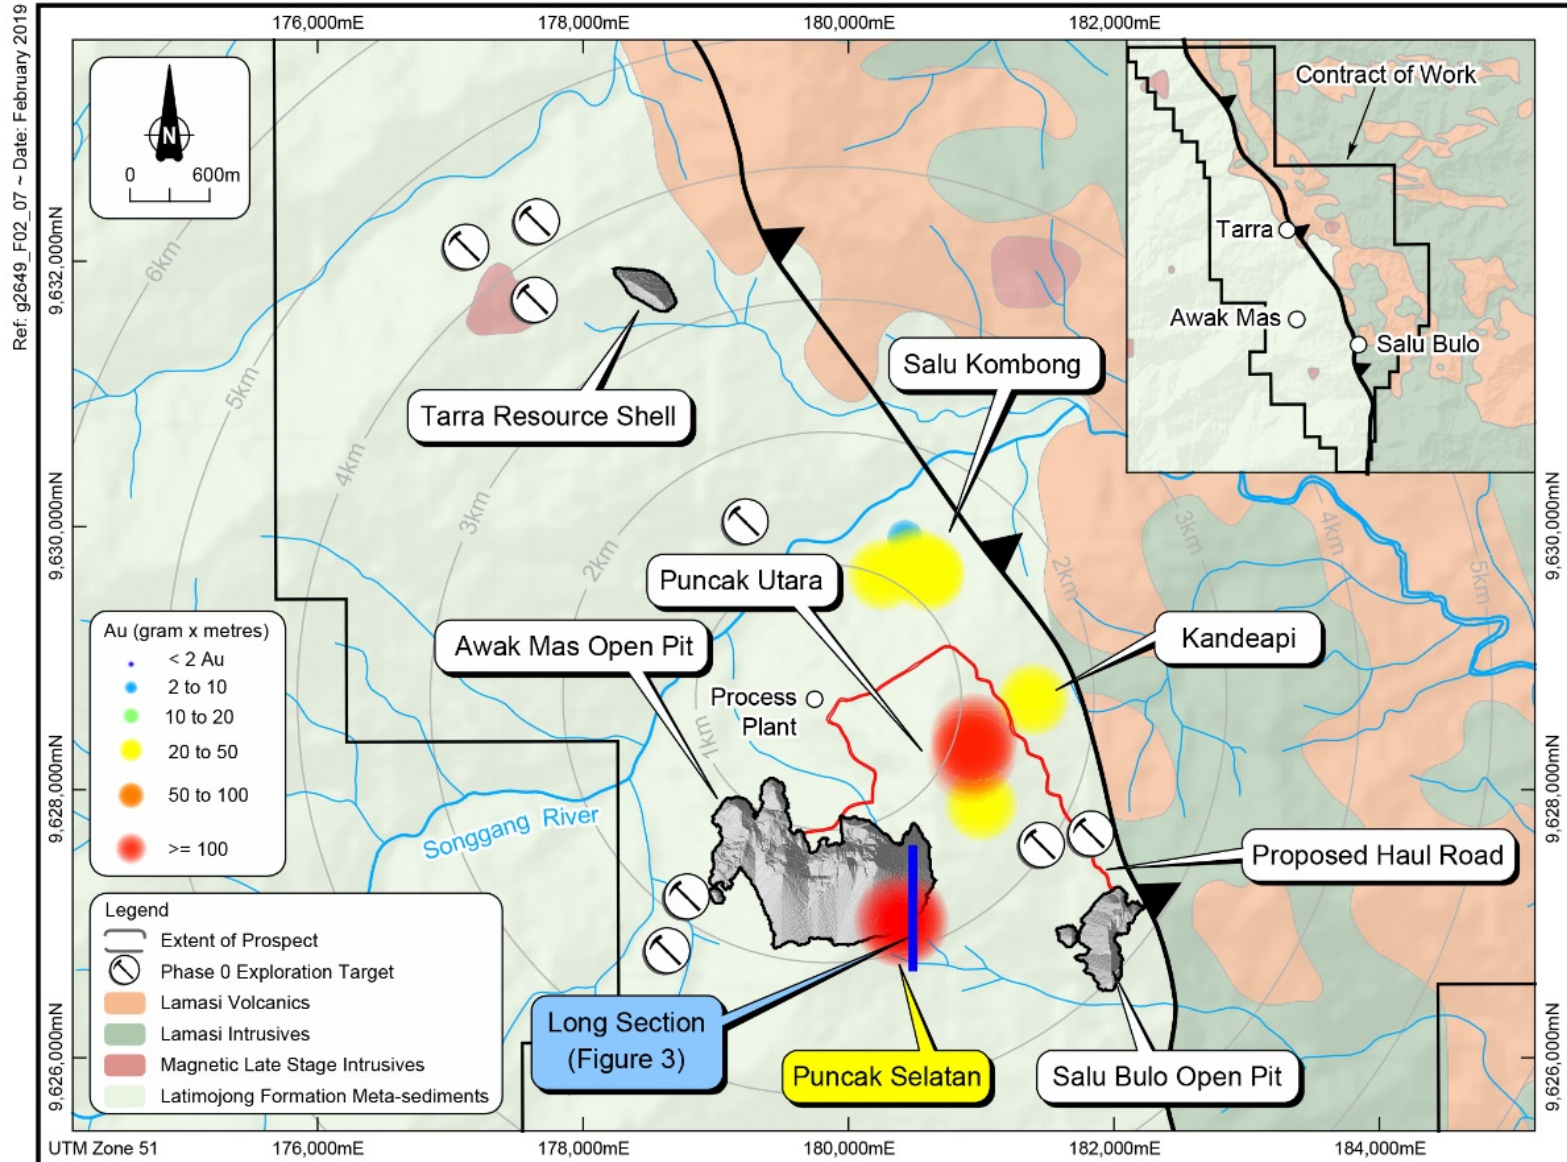 Ref: g2649_F02_07 ~ Date: February 2019
176,000mE
178,000mE
180,000mE
182,000mE
N
0 600m
Contract of Work
Tarra
Awak Mas
Salu Bulo
9,632,000mN
6km
5km
4km
3km
2km
1km
Tarra Resource Shell
Salu Kombong
9,630,000mN
9,630,000mN
3km
4km
5km
2km
Puncak Utara
Kandeapi
Awak Mas Open Pit
Process
Plant
Au (gram x metres)
< 2 Au
2 to 10
10 to 20
20 to 50
50 to 100
>= 100
9,628,000mN
9,628,000mN
Songgang River
Proposed Haul Road
Legend
Extent of Prospect
Phase 0 Exploration Target
Lamasi Volcanics
Lamasi Intrusives
Magnetic Late Stage Intrusives
Latimojong Formation Meta-sediments
Long Section
(Figure 3)
Puncak Selatan
Salu Bulo Open Pit
9,626,000mN
9,626,000mN
UTM Zone 51
176,000mE
178,000mE
180,000mE
182,000mE
184,000mE